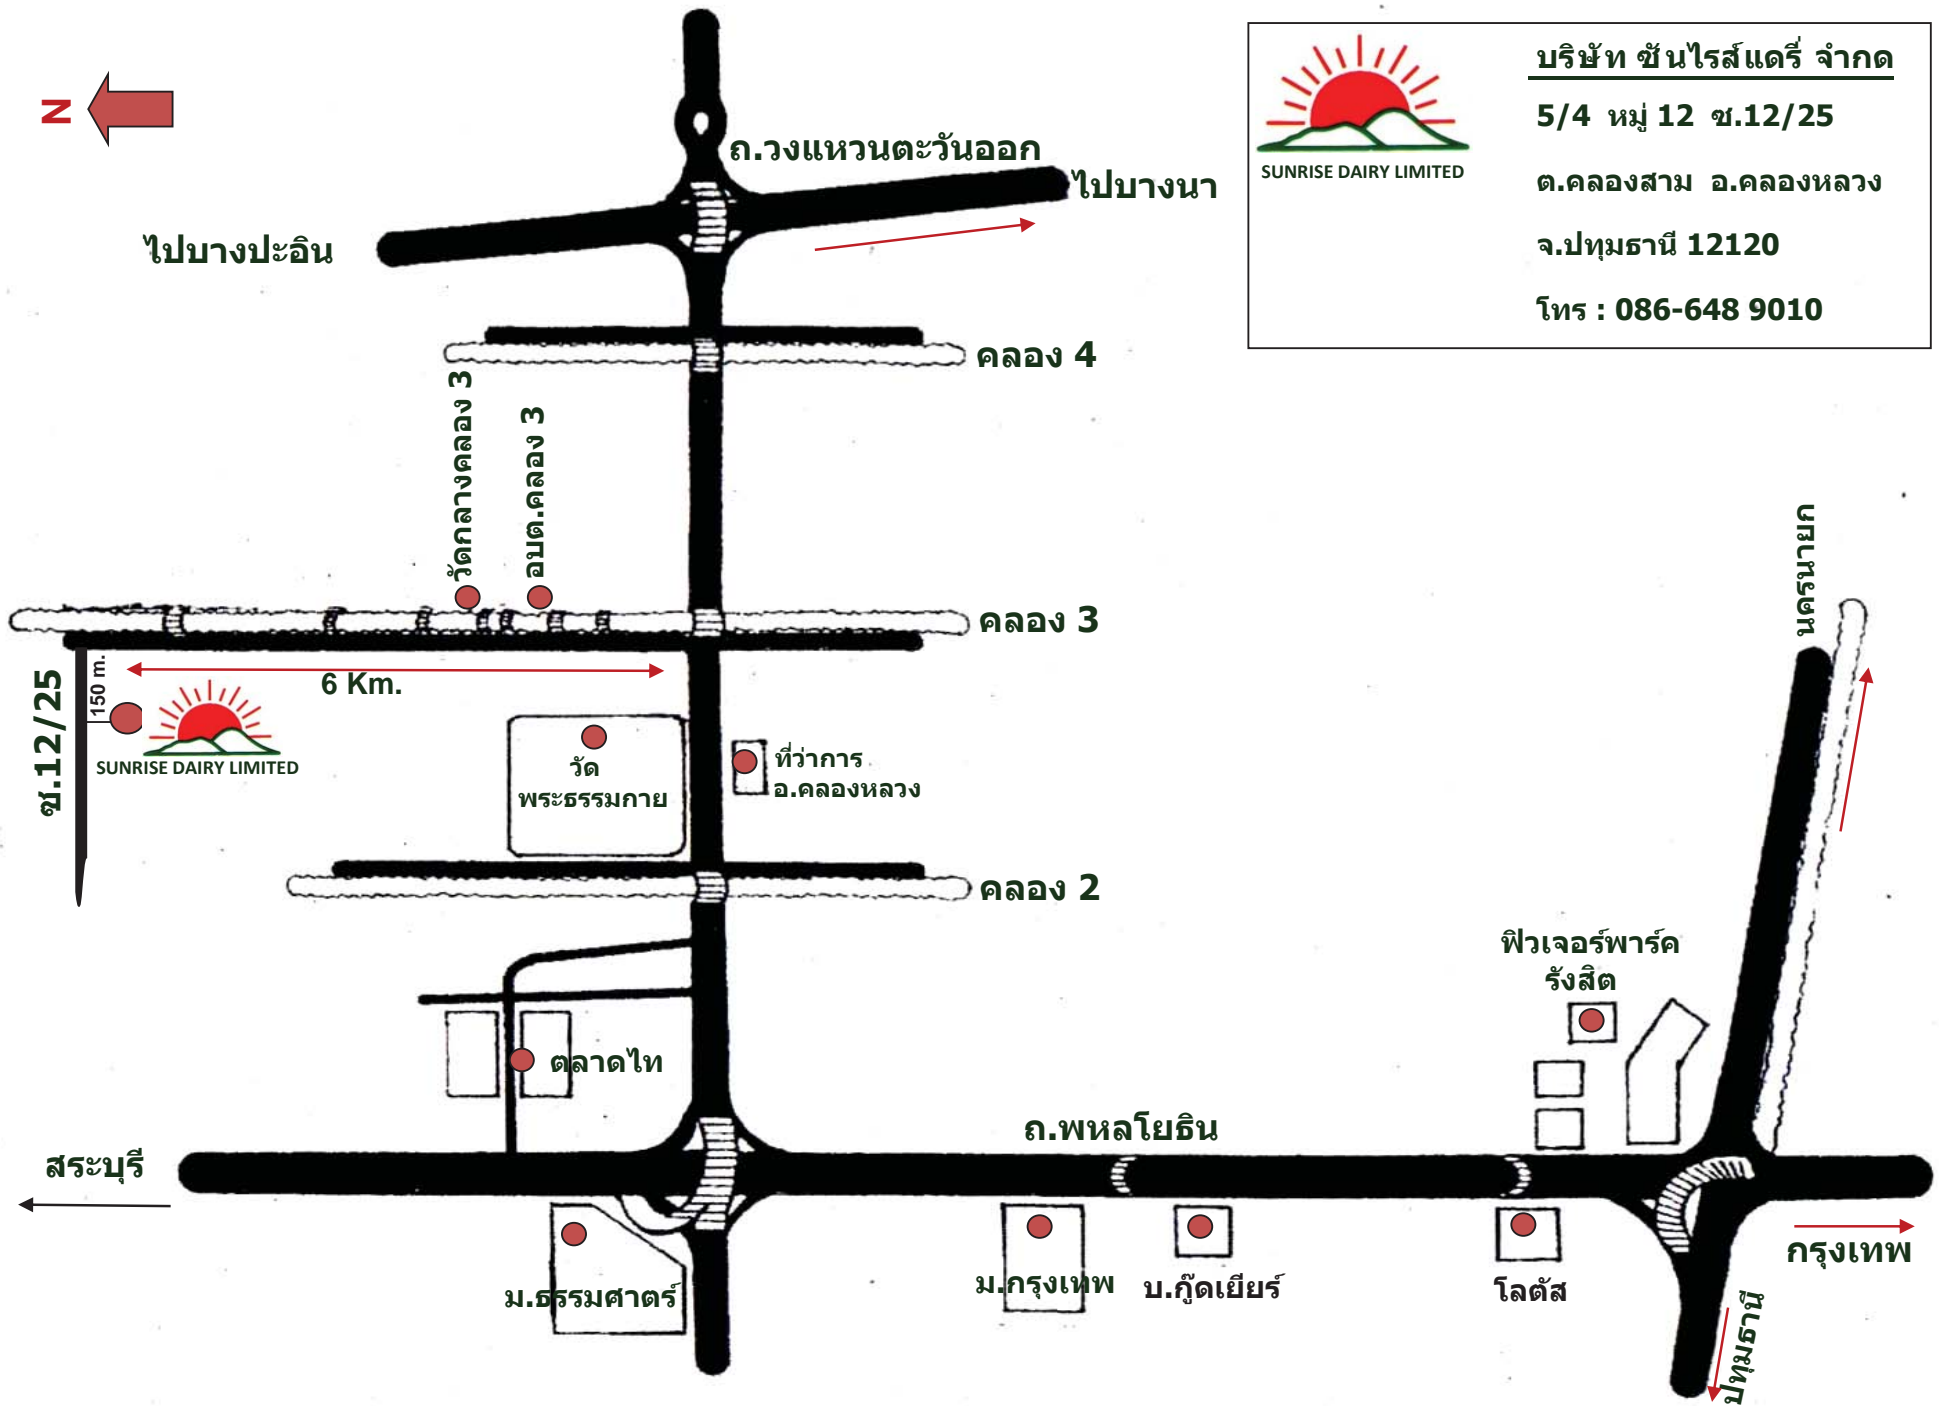 N
SUNRISE DAIRY LIMITED
บริษัท ซันไรส์แดรี่ จำกัด
5/4 หมู่ 12 ซ.12/25
ต.คลองสาม อ.คลองหลวง
จ.ปทุมธานี 12120
โทร : 086-648 9010
ถ.วงแหวนตะวันออก
ไปบางนา
ไปบางปะอิน
คลอง 4
วัดกลางคลอง 3
อบต.คลอง 3
คลอง 3
นครนายก
6 Km.
150 m.
ซ.12/25
SUNRISE DAIRY LIMITED
วัด
พระธรรมกาย
ที่ว่าการ
อ.คลองหลวง
คลอง 2
ฟิวเจอร์พาร์ค
รังสิต
ตลาดไท
ถ.พหลโยธิน
สระบุรี
ม.ธรรมศาตร์
ม.กรุงเทพ
บ.กู๊ดเยียร์
โลตัส
กรุงเทพ
ปทุมธานี